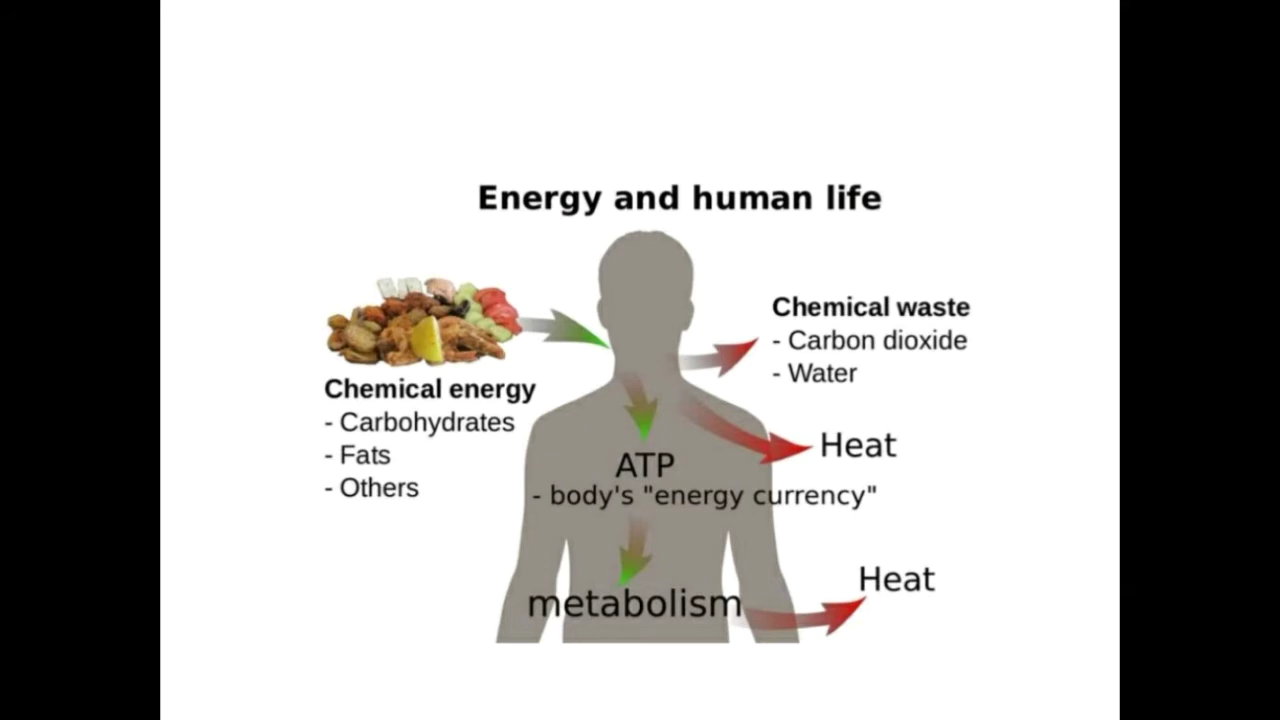 Energy and human life
Chemical energy
- Carbohydrates
- Fats
- Others
Chemical waste
- Carbon dioxide
- Water
Heat
ATP
- body's "energy currency"
metabolism
Heat